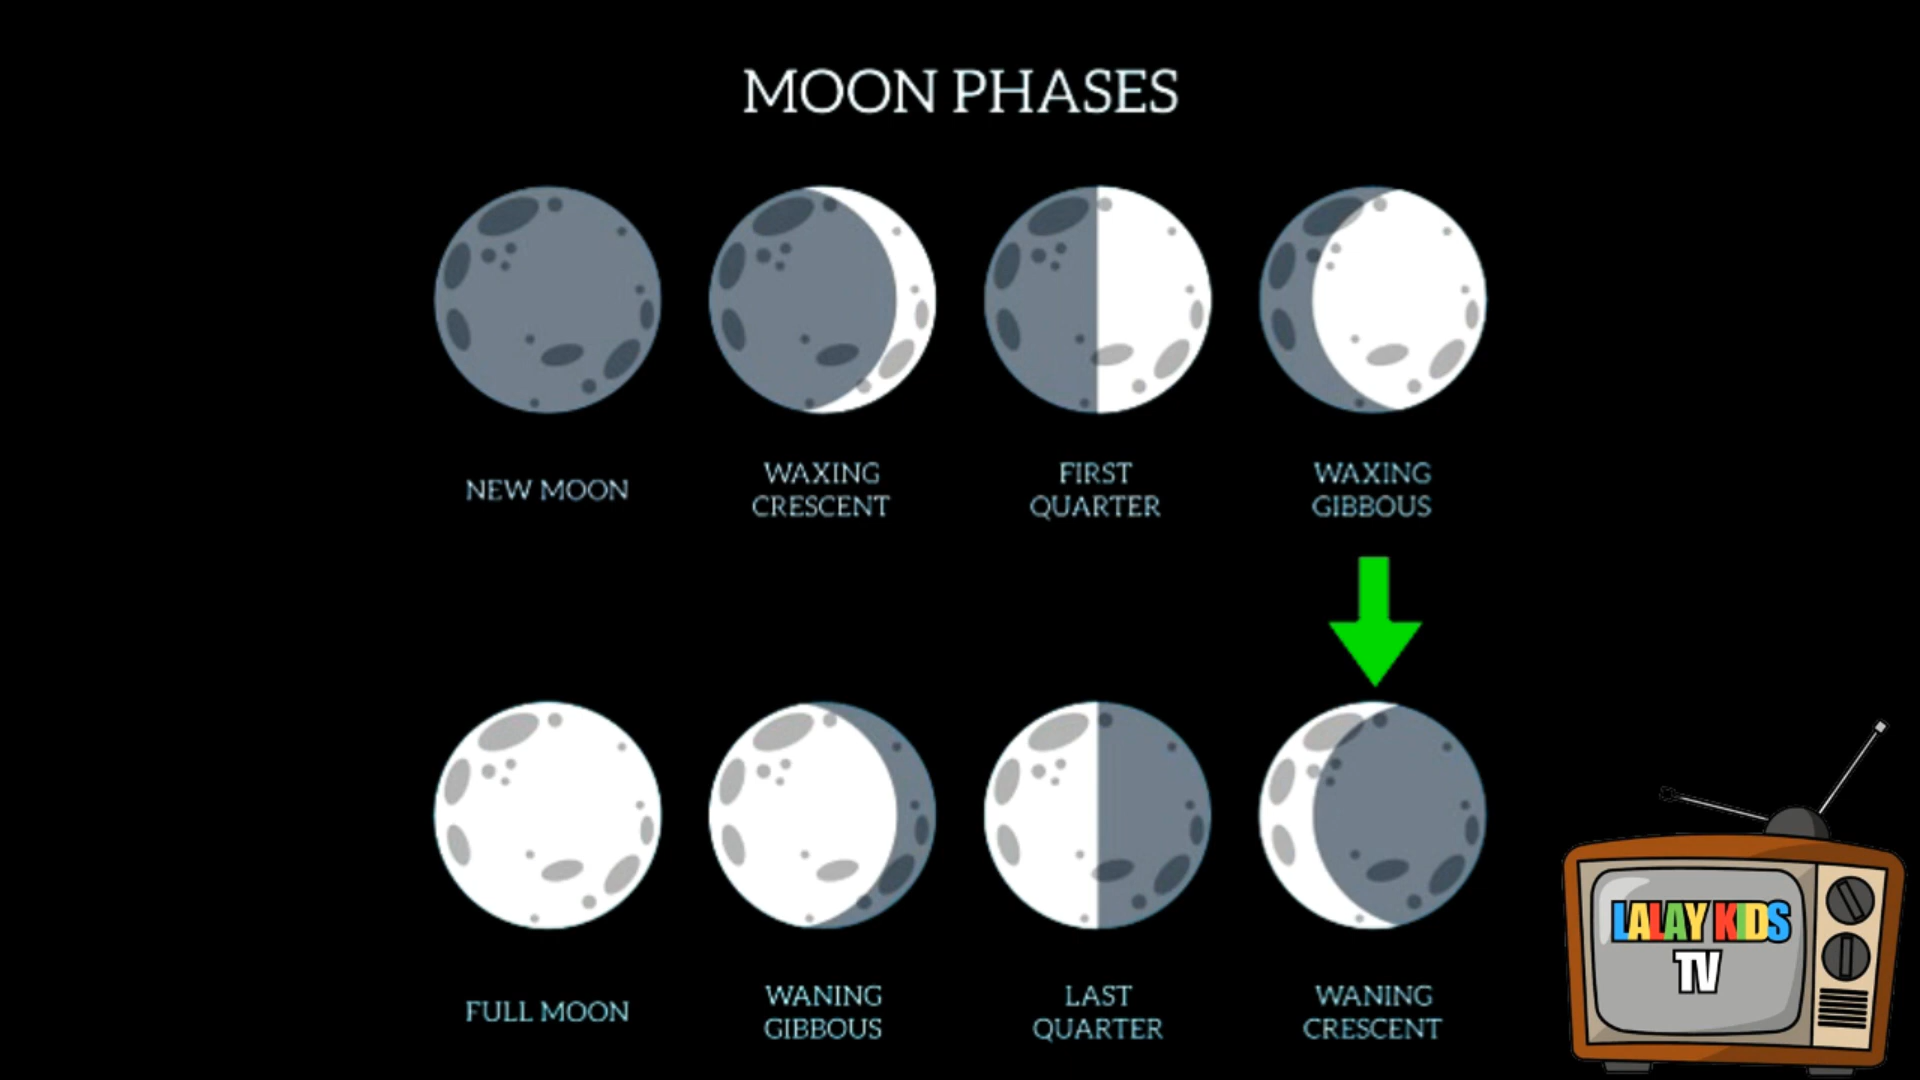 MOON PHASES
NEW MOON
WAXING
CRESCENT
FIRST
QUARTER
WAXING
GIBBOUS
FULL MOON
WANING
GIBBOUS
LAST
QUARTER
WANING
CRESCENT
LALAY KIDS
TV